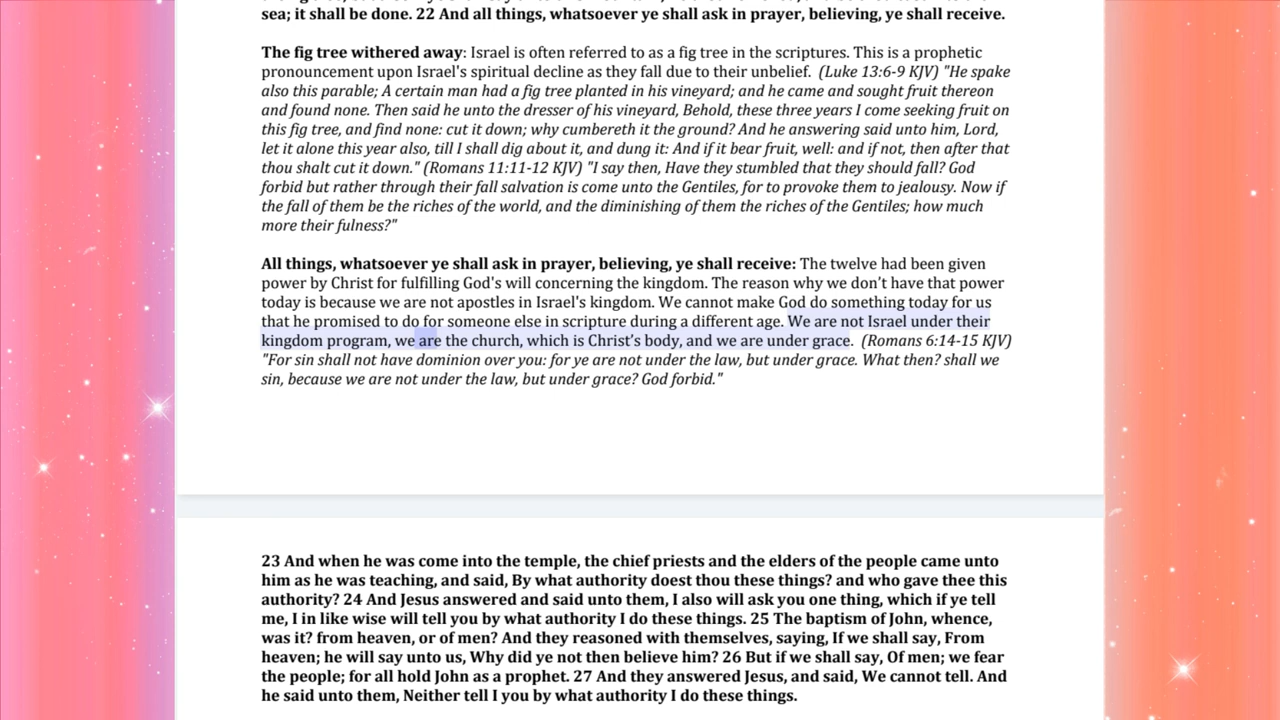 sea; it shall be done. 22 And all things, whatsoever ye shall ask in prayer, believing, ye shall receive.
The fig tree withered away: Israel is often referred to as a fig tree in the scriptures. This is a prophetic
pronouncement upon Israel's spiritual decline as they fall due to their unbelief. (Luke 13:6-9 KJV) "He spake
also this parable; A certain man had a fig tree planted in his vineyard; and he came and sought fruit thereon
and found none. Then said he unto the dresser of his vineyard, Behold, these three years I come seeking fruit on
this fig tree, and find none: cut it down; why cumbereth it the ground? And he answering said unto him, Lord,
let it alone this year also, till I shall dig about it, and dung it: And if it bear fruit, well: and if not, then after that
thou shalt cut it down." (Romans 11:11-12 KJV) "I say then, Have they stumbled that they should fall? God
forbid but rather through their fall salvation is come unto the Gentiles, for to provoke them to jealousy. Now if
the fall of them be the riches of the world, and the diminishing of them the riches of the Gentiles; how much
more their fulness?"
All things, whatsoever ye shall ask in prayer, believing, ye shall receive: The twelve had been given
power by Christ for fulfilling God's will concerning the kingdom. The reason why we don't have that power
today is because we are not apostles in Israel's kingdom. We cannot make God do something today for us
that he promised to do for someone else in scripture during a different age. We are not Israel under their
kingdom program, we are the church, which is Christ's body, and we are under grace. (Romans 6:14-15 KJV)
"For sin shall not have dominion over you: for ye are not under the law, but under grace. What then? shall we
sin, because we are not under the law, but under grace? God forbid."
23 And when he was come into the temple, the chief priests and the elders of the people came unto
him as he was teaching, and said, By what authority doest thou these things? and who gave thee this
authority? 24 And Jesus answered and said unto them, I also will ask you one thing, which if ye tell
me, I in like wise will tell you by what authority I do these things. 25 The baptism of John, whence,
was it? from heaven, or of men? And they reasoned with themselves, saying, If we shall say, From
heaven; he will say unto us, Why did ye not then believe him? 26 But if we shall say, Of men; we fear
the people; for all hold John as a prophet. 27 And they answered Jesus, and said, We cannot tell. And
he said unto them, Neither tell I you by what authority I do these things.